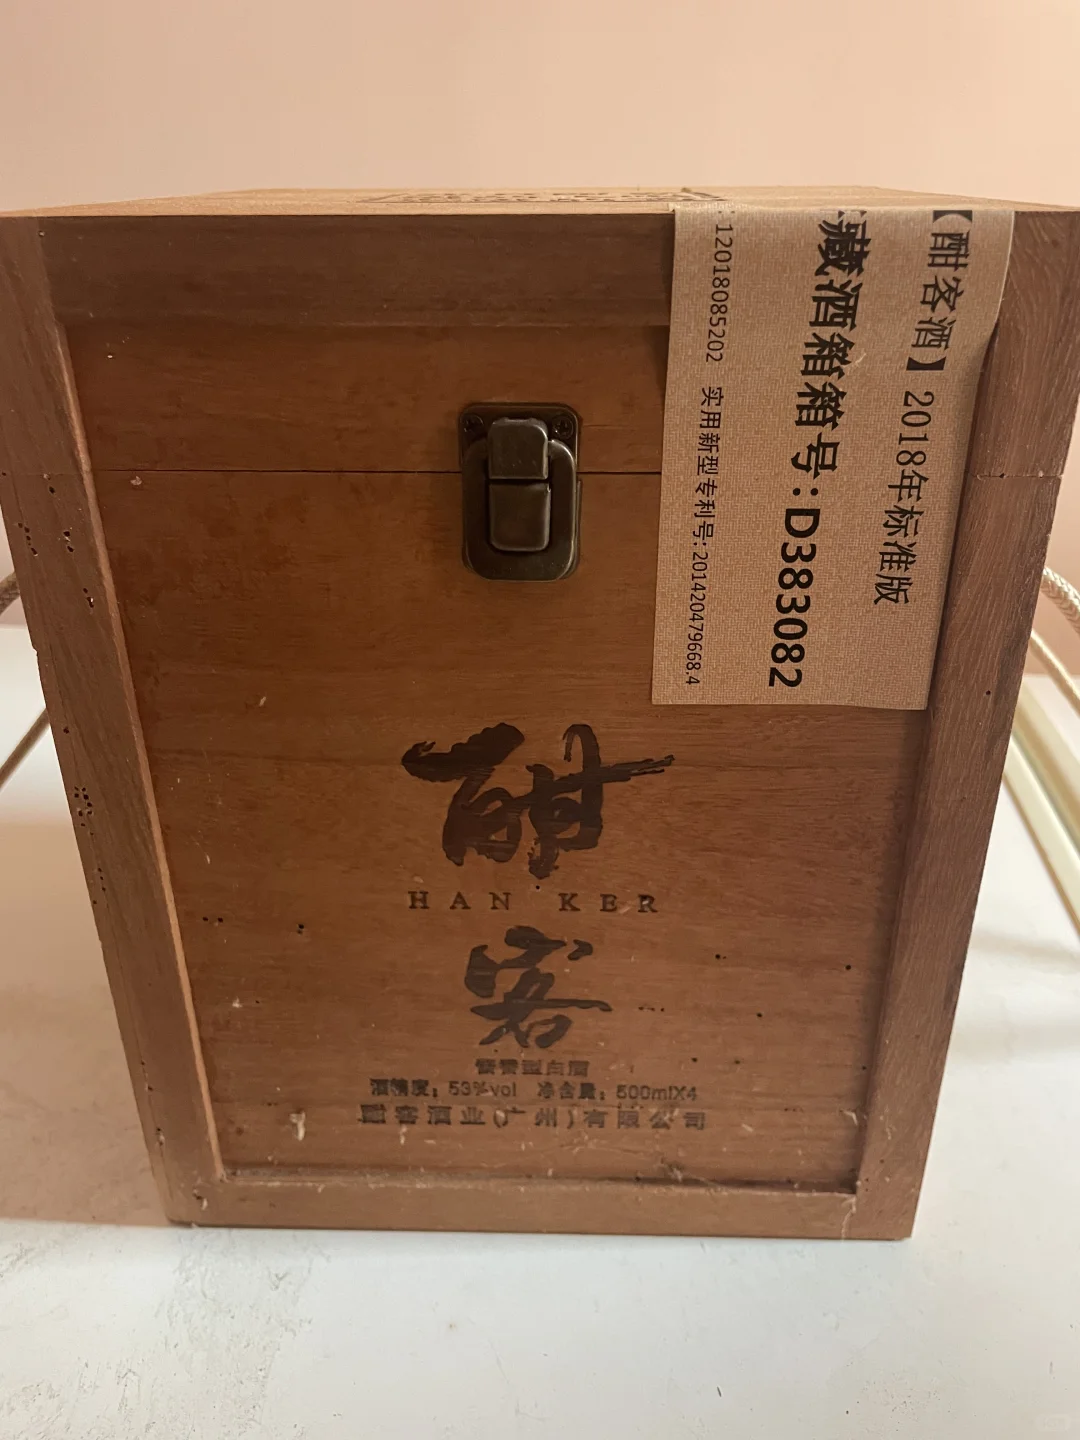 【酣客酒】2018年标准版
藏酒箱箱号:D383082
:12018085202 实用新型专利号:201420479668.4
酣
HAN KER
客
酱香型白酒
酒精度：53%vol 净含量：500mlX4
酣客酒业(广州)有限公司